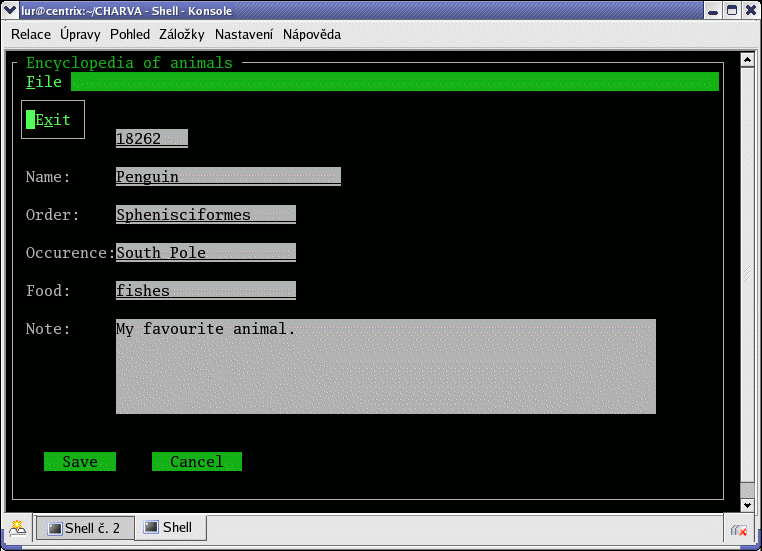 lur@centrix:~/CHARVA - Shell - Konsole
Relace Úpravy Pohled Záložky Nastavení Nápověda
Encyclopedia of animals
File
Exit
18262
Name: Penguin
Order: Sphenisciformes
Occurence: South Pole
Food: fishes
Note: My favourite animal.
Save Cancel
Shell č. 2 Shell